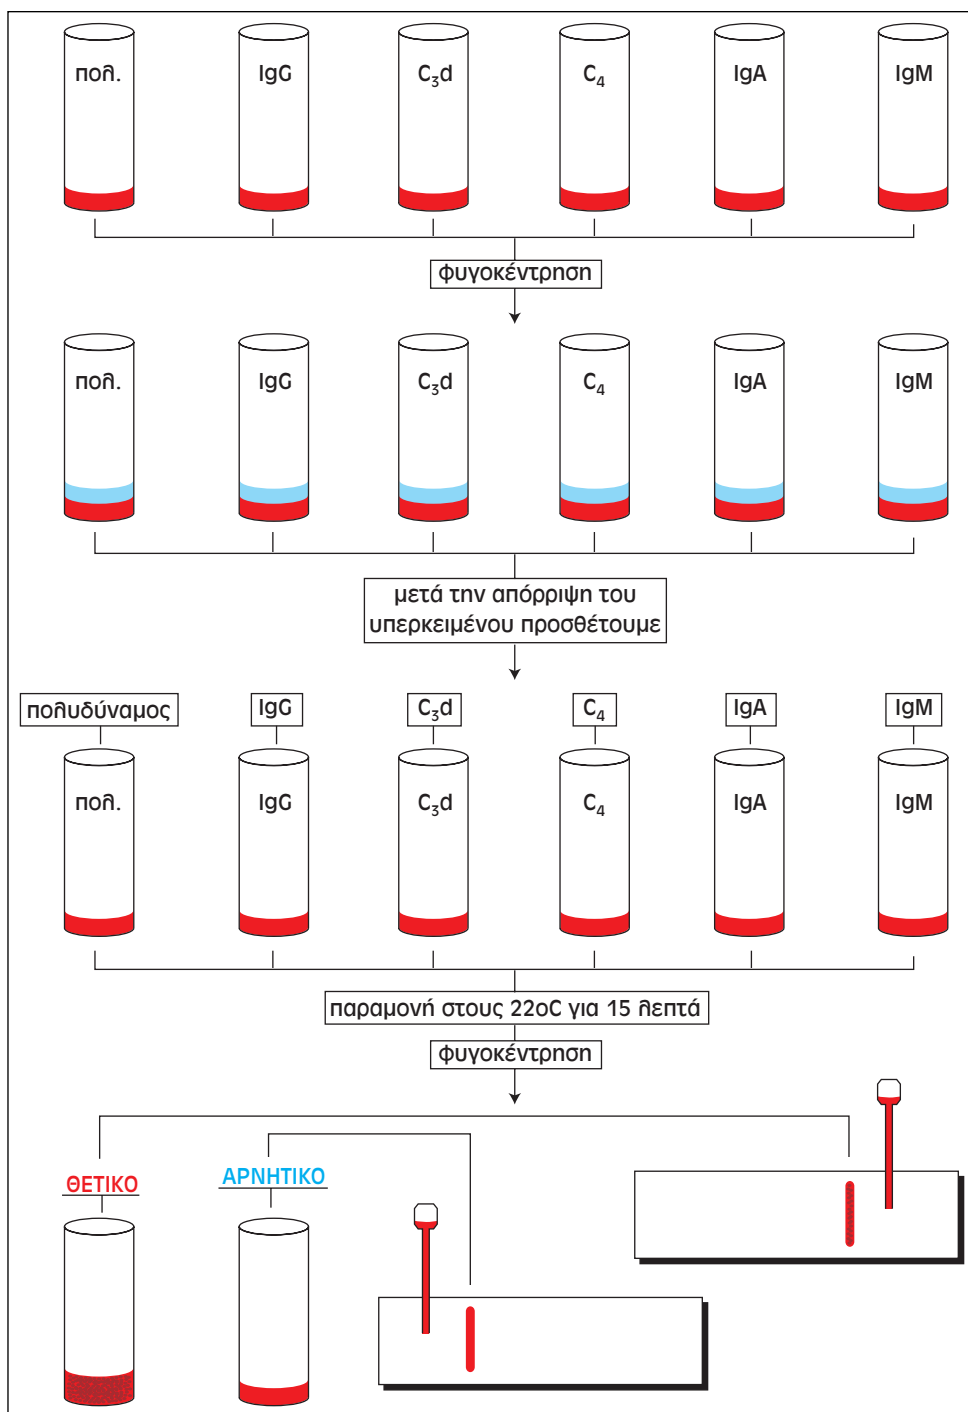 πολ. IgG C₃d C₄ IgA IgM
φυγοκέντρηση
πολ. IgG C₃d C₄ IgA IgM
μετά την απόρριψη του
υπερκειμένου προσθέτουμε
πολυδύναμος IgG C₃d C₄ IgA IgM
πολ. IgG C₃d C₄ IgA IgM
παραμονή στους 22οC για 15 λεπτά
φυγοκέντρηση
ΘΕΤΙΚΟ ΑΡΝΗΤΙΚΟ